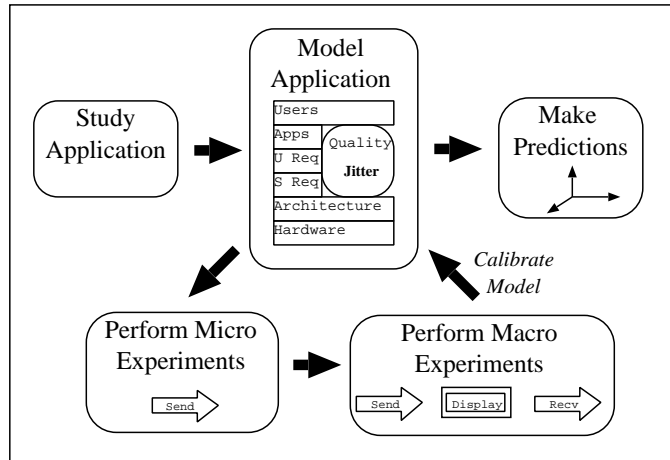 Study
Application
Model
Application
Users
Apps
U Req
S Req
Quality
Jitter
Architecture
Hardware
Make
Predictions
Calibrate
Model
Perform Micro
Experiments
Send
Perform Macro
Experiments
Send
Display
Recv